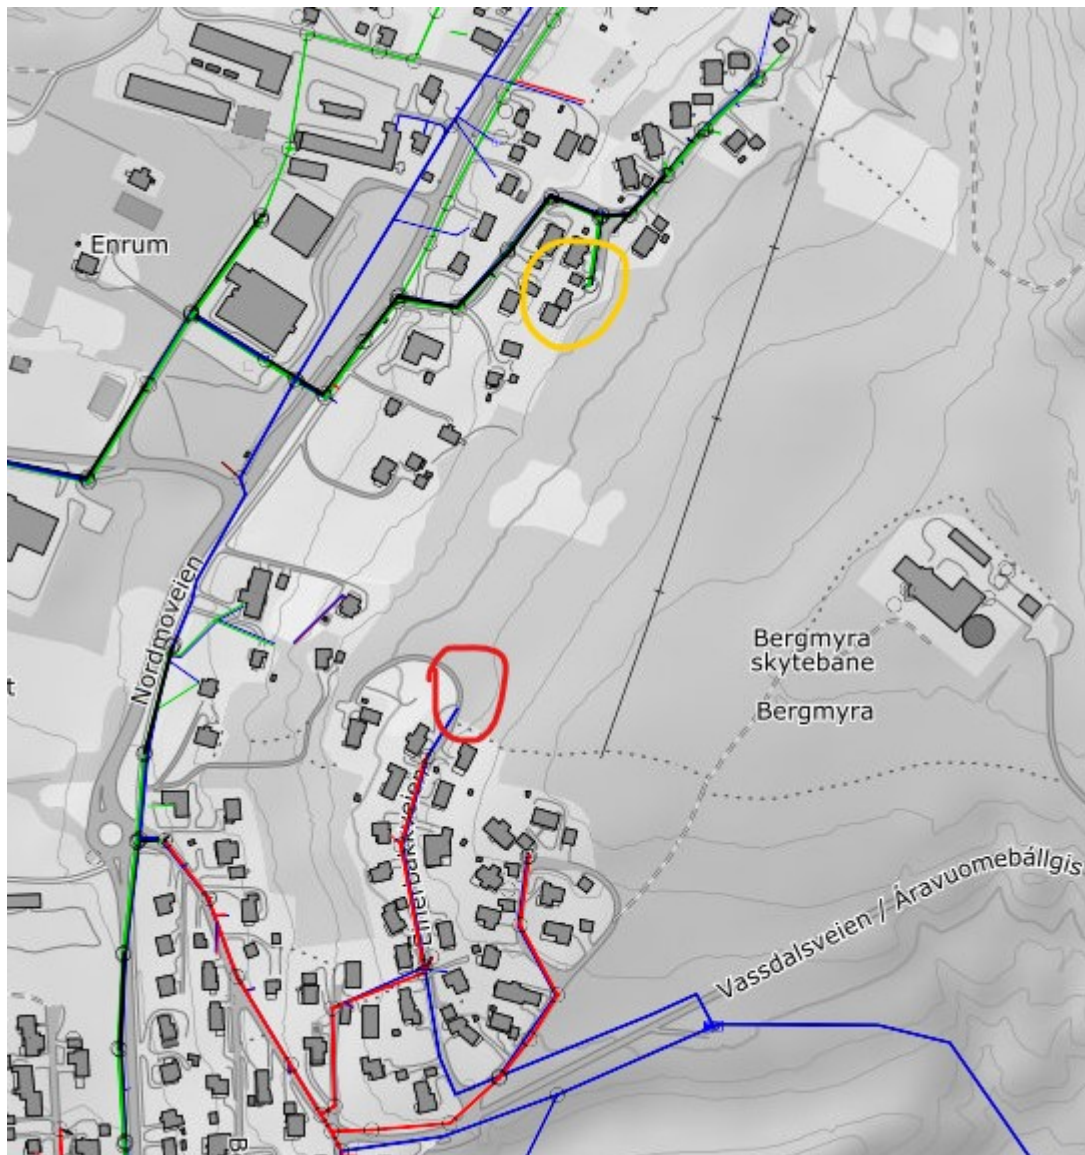 Enrum
Nordmoveien
Bergmyra
skytebane
Bergmyra
Vassdalsveien / Áravuomebállgis
B